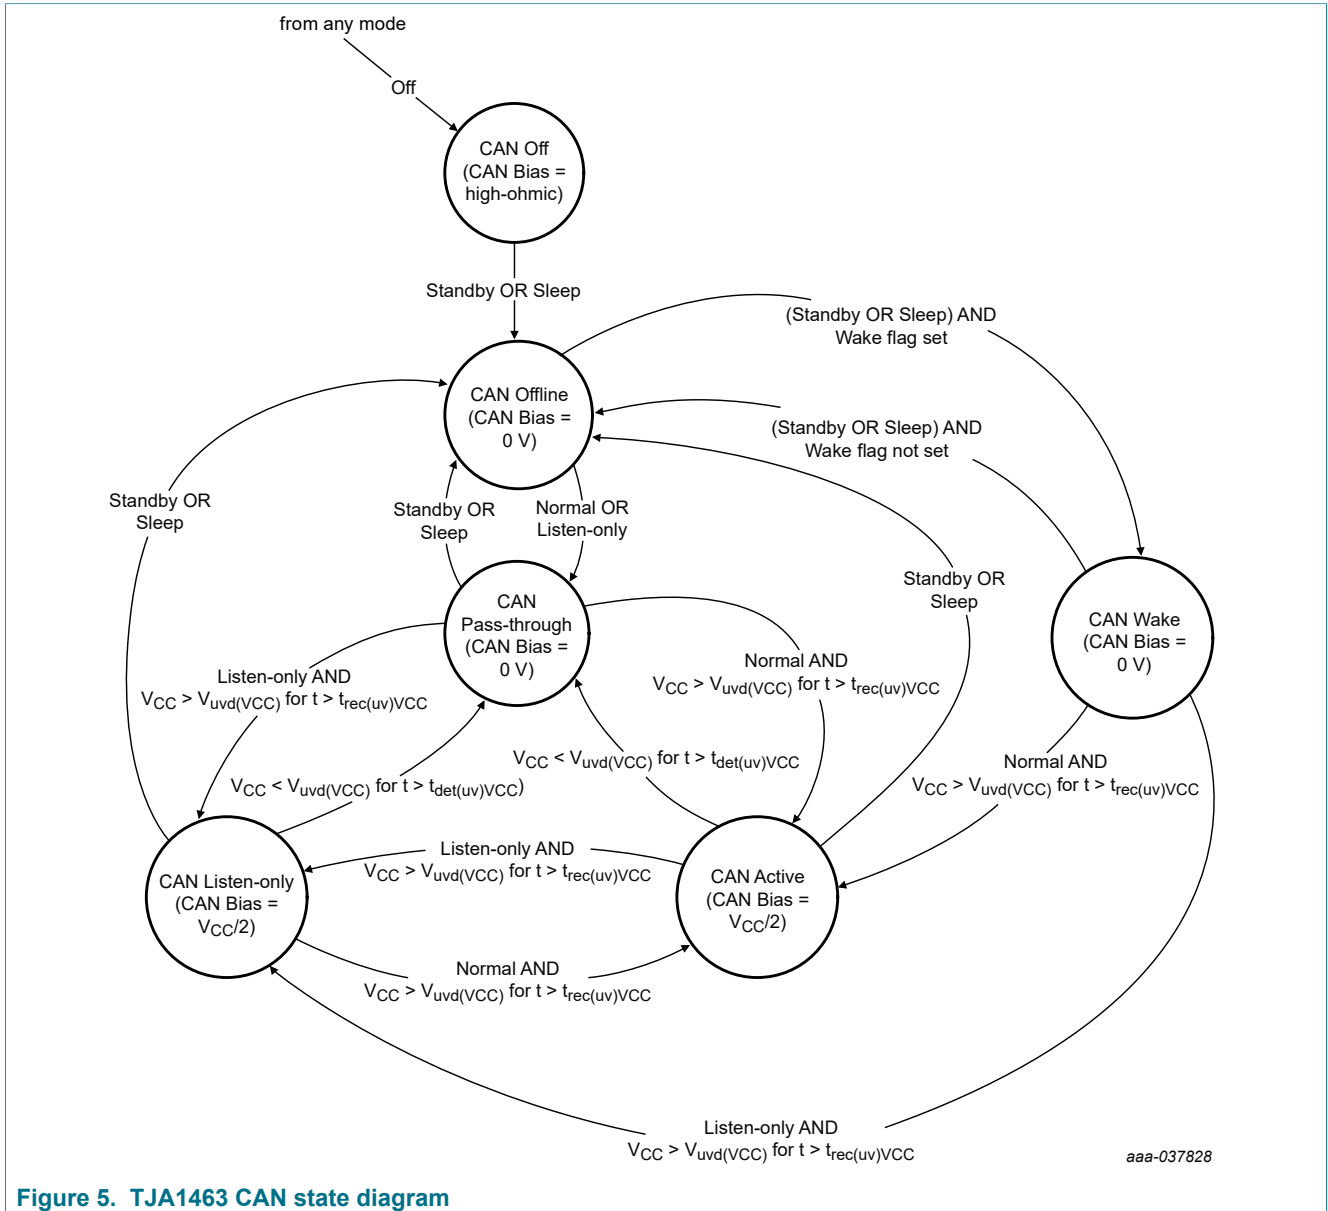 from any mode
Off
CAN Off
(CAN Bias =
high-ohmic)
Standby OR Sleep
(Standby OR Sleep) AND
Wake flag set
CAN Offline
(CAN Bias =
0 V)
(Standby OR Sleep) AND
Wake flag not set
Standby OR
Sleep
Standby OR
Sleep
Normal OR
Listen-only
Standby OR
Sleep
CAN
Pass-through
(CAN Bias =
0 V)
CAN Wake
(CAN Bias =
0 V)
Listen-only AND
VCC > Vuvd(VCC) for t > trec(uv)VCC
Normal AND
VCC > Vuvd(VCC) for t > trec(uv)VCC
VCC < Vuvd(VCC) for t > tdet(uv)VCC)
VCC < Vuvd(VCC) for t > tdet(uv)VCC
Normal AND
VCC > Vuvd(VCC) for t > trec(uv)VCC
Listen-only AND
VCC > Vuvd(VCC) for t > trec(uv)VCC
CAN Listen-only
(CAN Bias =
VCC/2)
CAN Active
(CAN Bias =
VCC/2)
Normal AND
VCC > Vuvd(VCC) for t > trec(uv)VCC
Listen-only AND
VCC > Vuvd(VCC) for t > trec(uv)VCC
aaa-037828
Figure 5. TJA1463 CAN state diagram